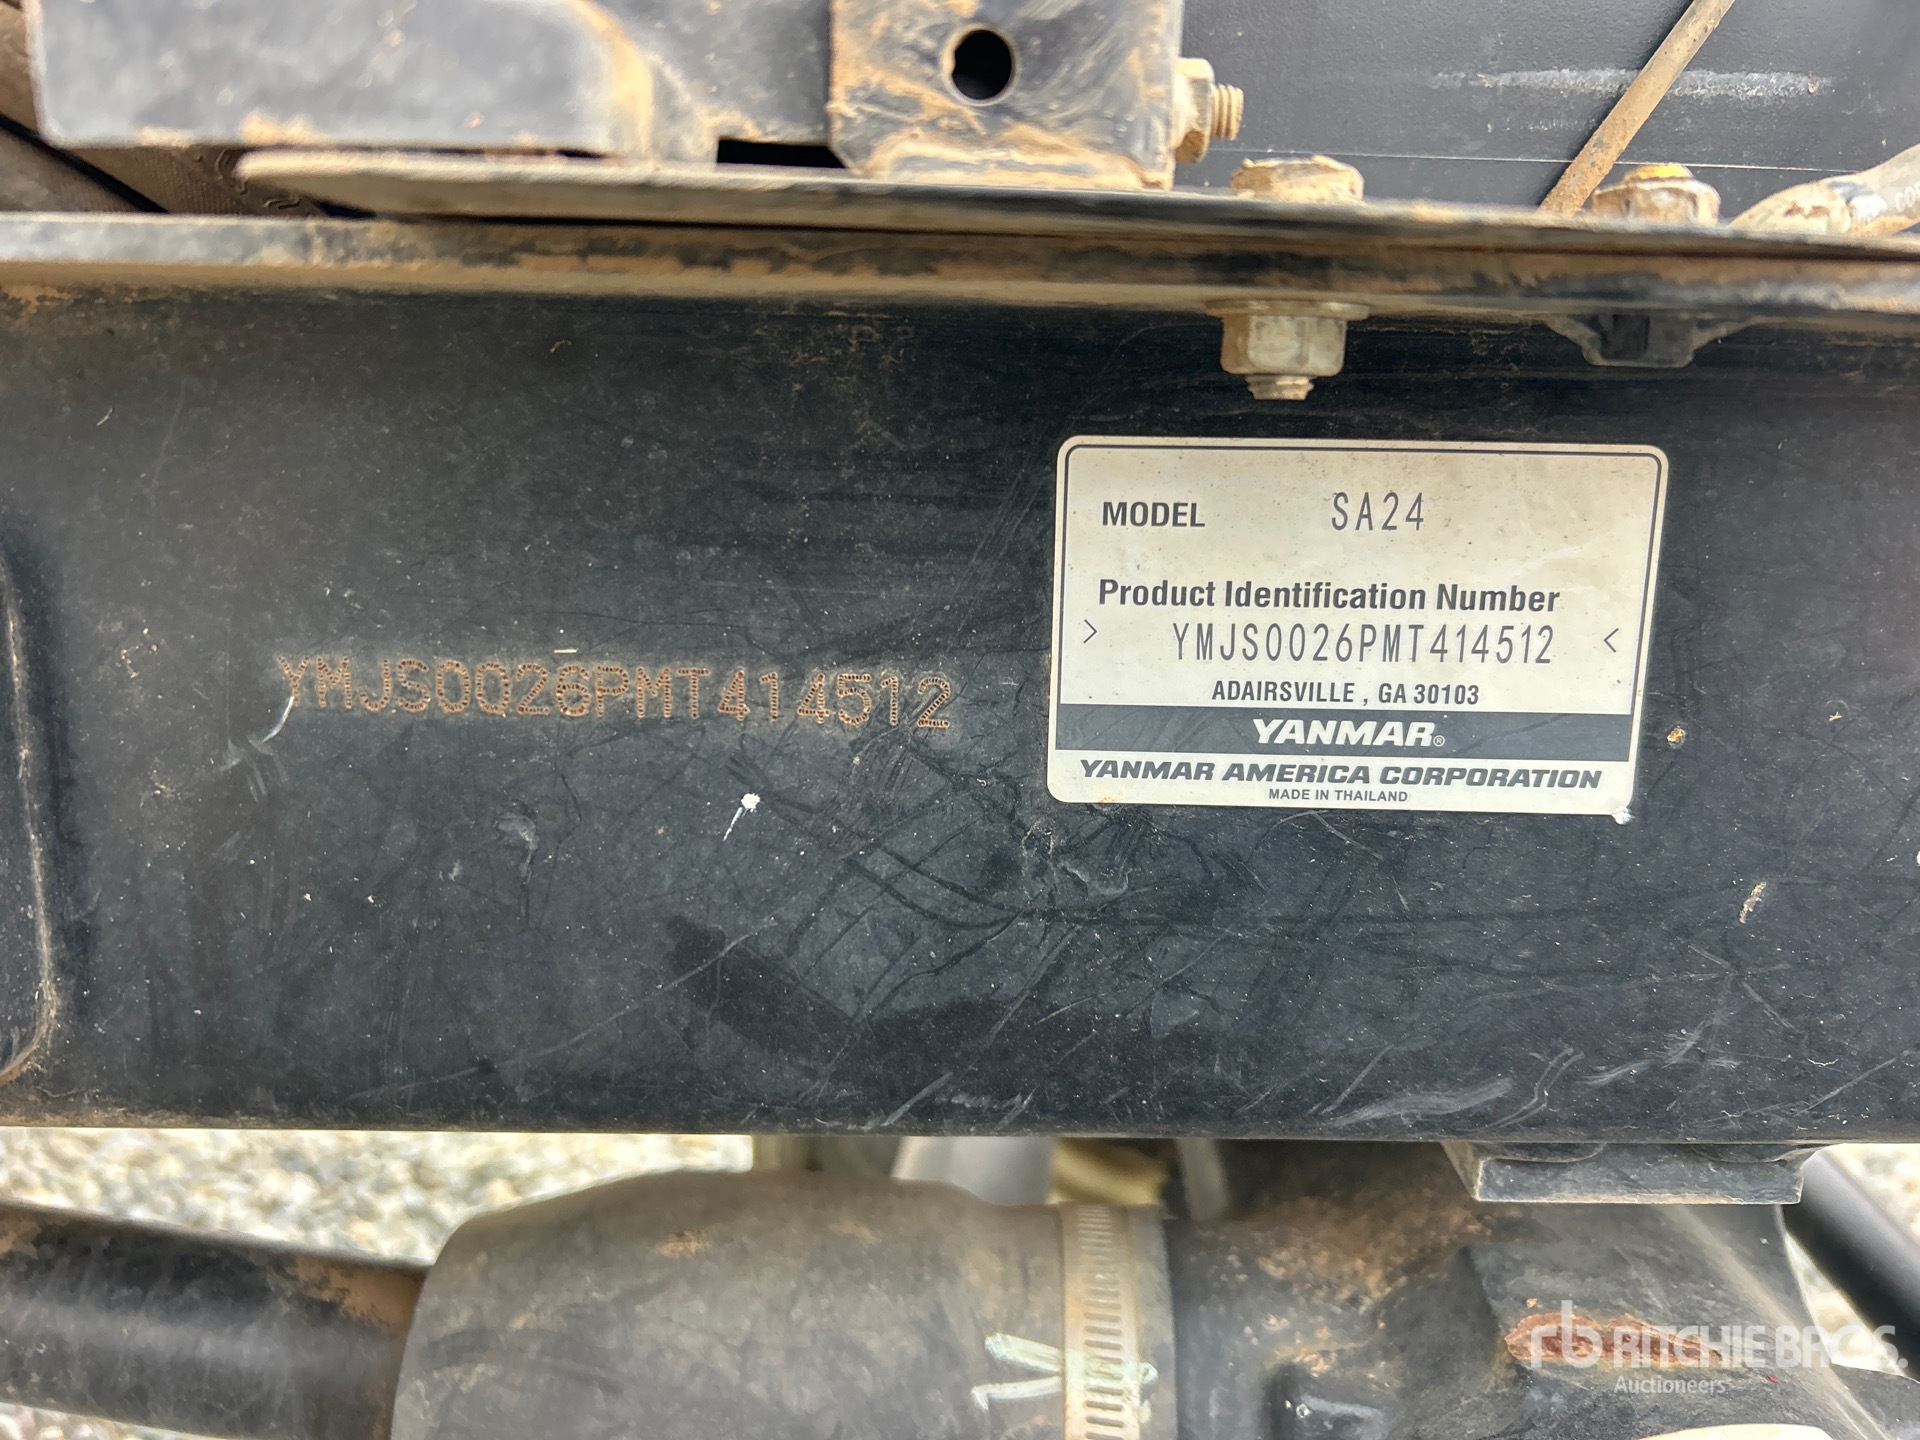 YMJS0026PMT414512
MODEL SA24
Product Identification Number
> YMJS0026PMT414512 <
ADAIRSVILLE , GA 30103
YANMAR®
YANMAR AMERICA CORPORATION
MADE IN THAILAND
rb RITCHIE BROS.
Auctioneers